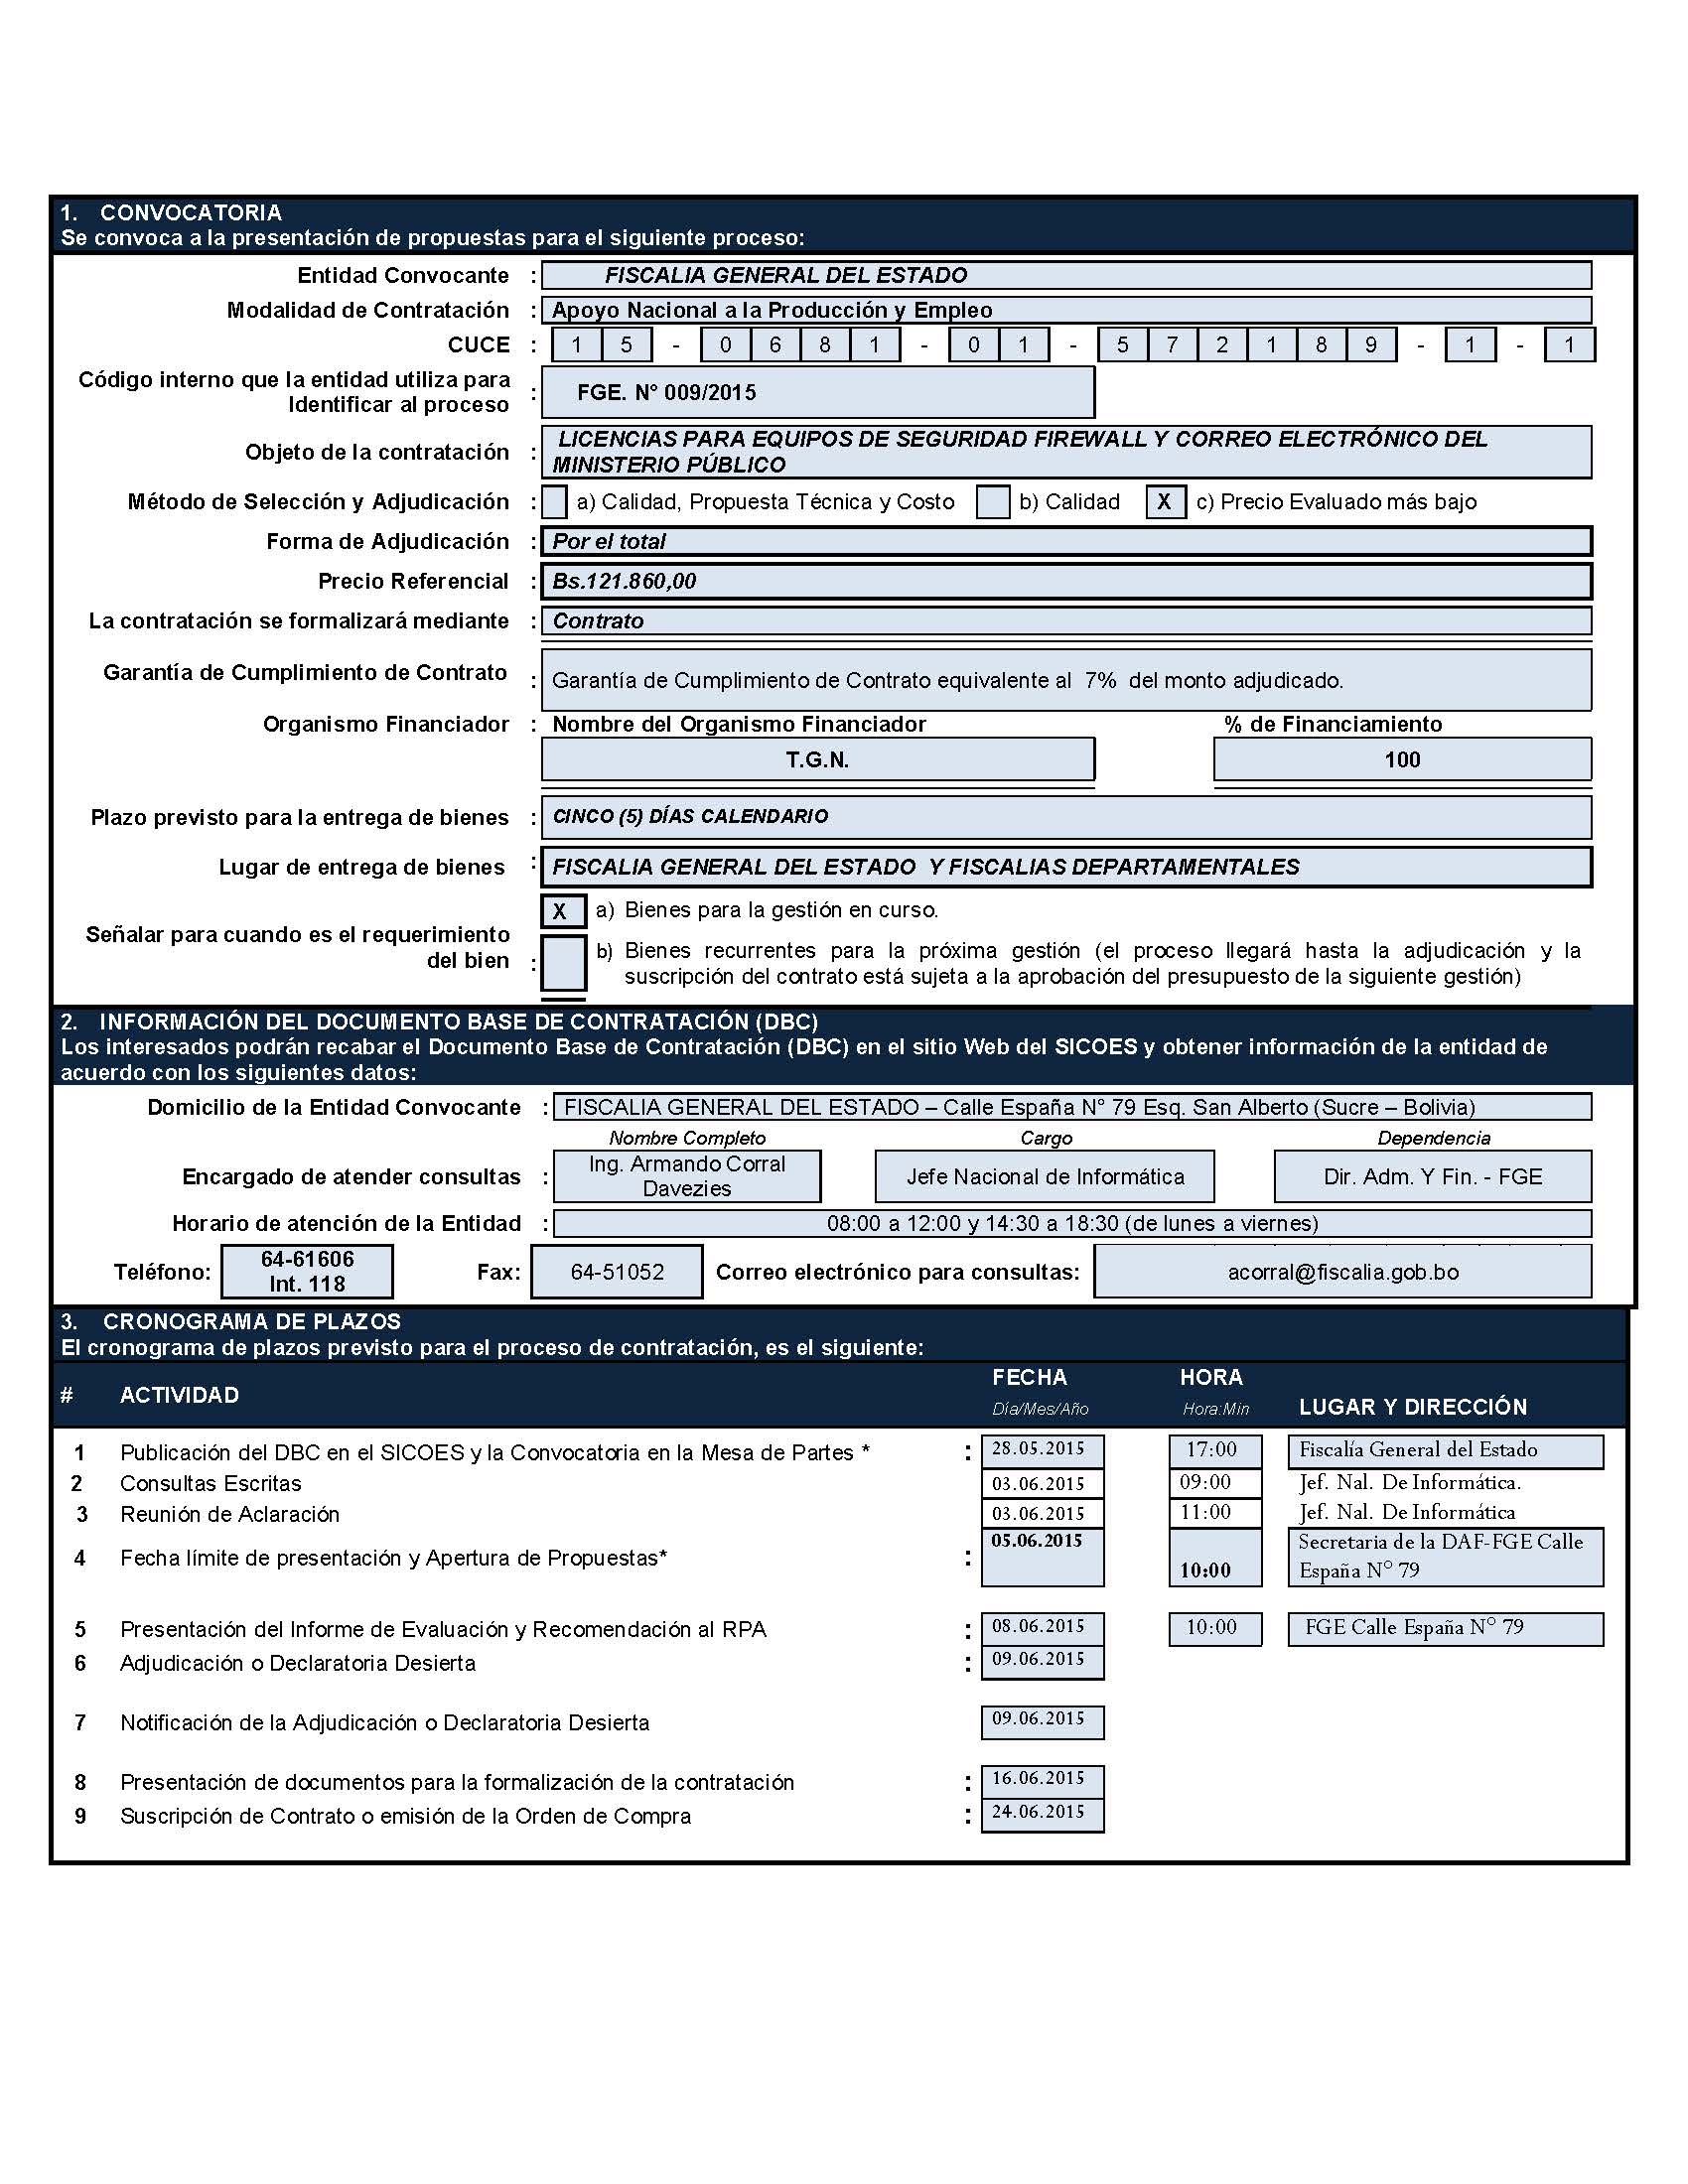 1. CONVOCATORIA
Se convoca a la presentación de propuestas para el siguiente proceso:
Entidad Convocante : FISCALIA GENERAL DEL ESTADO
Modalidad de Contratación : Apoyo Nacional a la Producción y Empleo
CUCE : 1 5 - 0 6 8 1 - 0 1 - 5 7 2 1 8 9 - 1 - 1
Código interno que la entidad utiliza para
Identificar al proceso : FGE. N° 009/2015
Objeto de la contratación : LICENCIAS PARA EQUIPOS DE SEGURIDAD FIREWALL Y CORREO ELECTRÓNICO DEL
MINISTERIO PÚBLICO
Método de Selección y Adjudicación : a) Calidad, Propuesta Técnica y Costo b) Calidad X c) Precio Evaluado más bajo
Forma de Adjudicación : Por el total
Precio Referencial : Bs.121.860,00
La contratación se formalizará mediante : Contrato
Garantía de Cumplimiento de Contrato : Garantía de Cumplimiento de Contrato equivalente al 7% del monto adjudicado.
Organismo Financiador : Nombre del Organismo Financiador % de Financiamiento
T.G.N. 100
Plazo previsto para la entrega de bienes : CINCO (5) DÍAS CALENDARIO
Lugar de entrega de bienes : FISCALIA GENERAL DEL ESTADO Y FISCALIAS DEPARTAMENTALES
X a) Bienes para la gestión en curso.
Señalar para cuando es el requerimiento
del bien : b) Bienes recurrentes para la próxima gestión (el proceso llegará hasta la adjudicación y la
suscripción del contrato está sujeta a la aprobación del presupuesto de la siguiente gestión)
2. INFORMACIÓN DEL DOCUMENTO BASE DE CONTRATACIÓN (DBC)
Los interesados podrán recabar el Documento Base de Contratación (DBC) en el sitio Web del SICOES y obtener información de la entidad de
acuerdo con los siguientes datos:
Domicilio de la Entidad Convocante : FISCALIA GENERAL DEL ESTADO – Calle España N° 79 Esq. San Alberto (Sucre – Bolivia)
Nombre Completo Cargo Dependencia
Encargado de atender consultas : Ing. Armando Corral Davezies Jefe Nacional de Informática Dir. Adm. Y Fin. - FGE
Horario de atención de la Entidad : 08:00 a 12:00 y 14:30 a 18:30 (de lunes a viernes)
Teléfono: 64-61606 Int. 118 Fax: 64-51052 Correo electrónico para consultas: acorral@fiscalia.gob.bo
3. CRONOGRAMA DE PLAZOS
El cronograma de plazos previsto para el proceso de contratación, es el siguiente:
# ACTIVIDAD FECHA HORA LUGAR Y DIRECCIÓN
Día/Mes/Año Hora:Min
1 Publicación del DBC en el SICOES y la Convocatoria en la Mesa de Partes * : 28.05.2015 17:00 Fiscalía General del Estado
2 Consultas Escritas 03.06.2015 09:00 Jef. Nal. De Informática.
3 Reunión de Aclaración 03.06.2015 11:00 Jef. Nal. De Informática
4 Fecha límite de presentación y Apertura de Propuestas* : 05.06.2015 10:00 Secretaria de la DAF-FGE Calle
España N° 79
5 Presentación del Informe de Evaluación y Recomendación al RPA : 08.06.2015 10:00 FGE Calle España N° 79
6 Adjudicación o Declaratoria Desierta : 09.06.2015
7 Notificación de la Adjudicación o Declaratoria Desierta 09.06.2015
8 Presentación de documentos para la formalización de la contratación : 16.06.2015
9 Suscripción de Contrato o emisión de la Orden de Compra : 24.06.2015